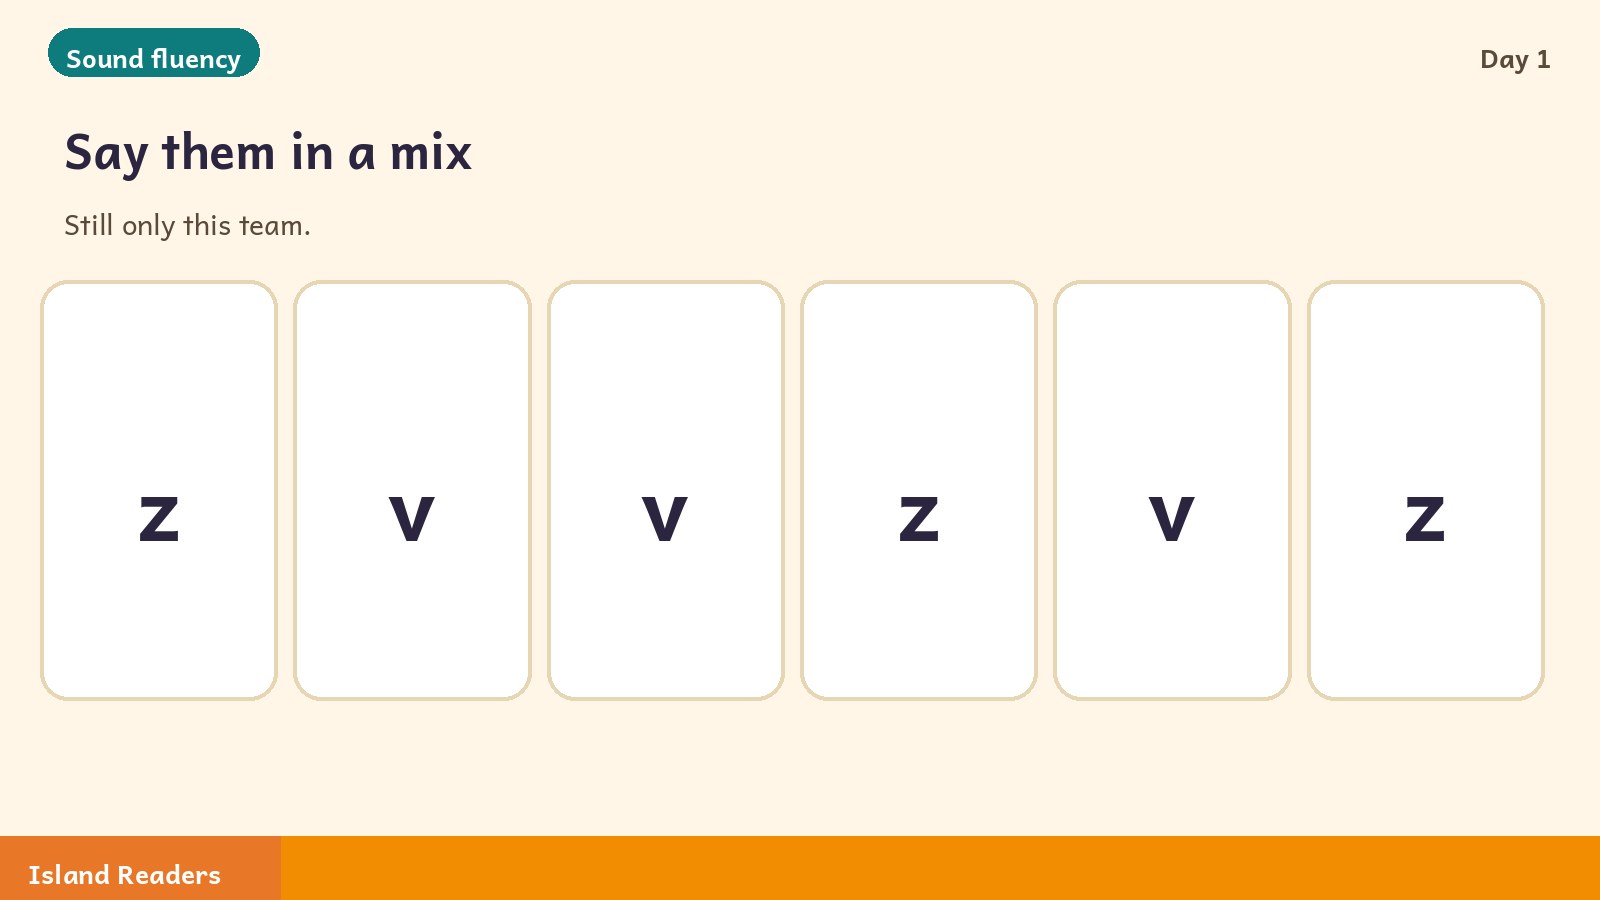 Sound fluency
Day 1
Say them in a mix
Still only this team.
z v v z v z
Island Readers